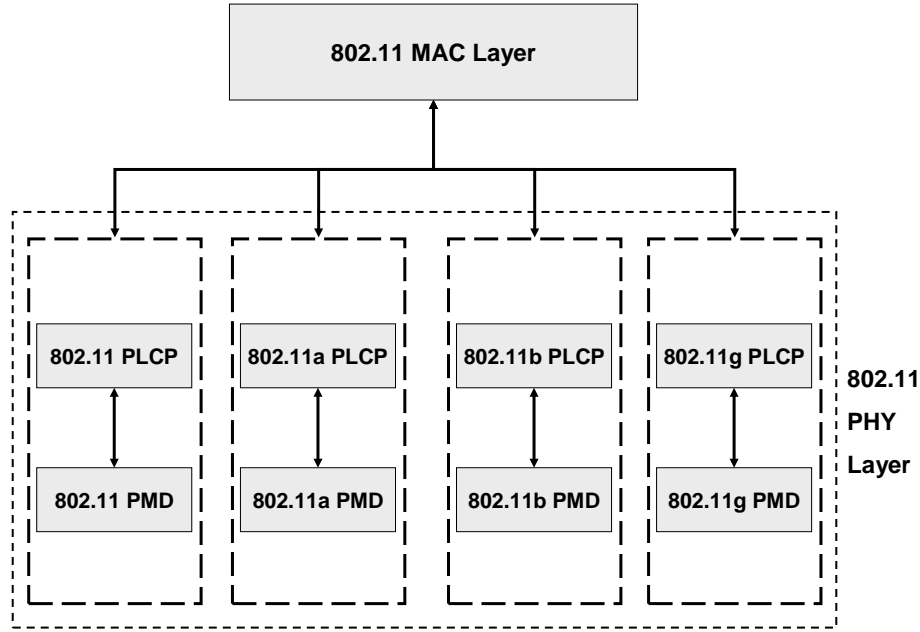 802.11 MAC Layer
802.11 PLCP
802.11a PLCP
802.11b PLCP
802.11g PLCP
802.11
PHY
Layer
802.11 PMD
802.11a PMD
802.11b PMD
802.11g PMD